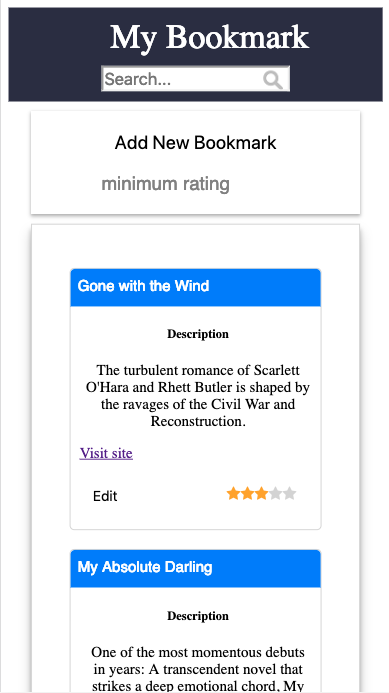 My Bookmark
Search...
Add New Bookmark
minimum rating
Gone with the Wind
Description
The turbulent romance of Scarlett
O'Hara and Rhett Butler is shaped by
the ravages of the Civil War and
Reconstruction.
Visit site
Edit
My Absolute Darling
Description
One of the most momentous debuts
in years: A transcendent novel that
strikes a deep emotional chord, My